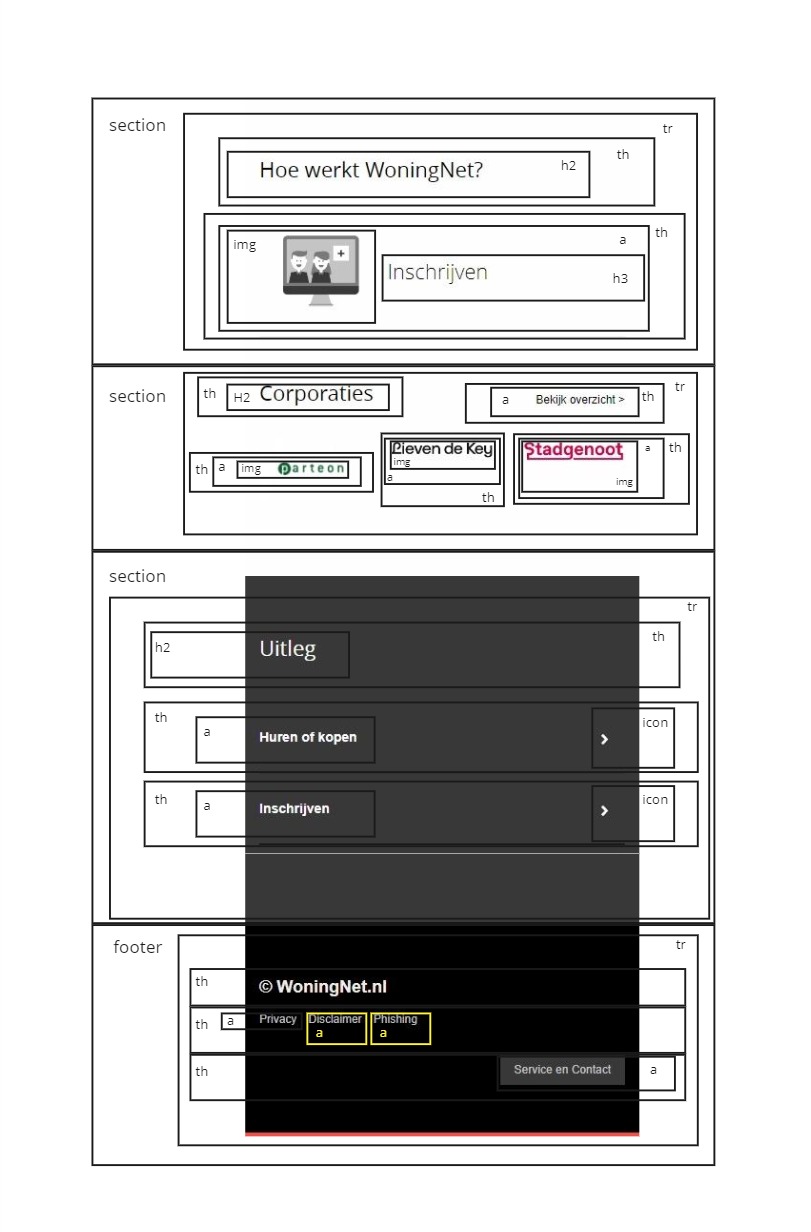 section
tr
th
Hoe werkt WoningNet?
h2
th
a
img
Inschrijven
h3
section
tr
th
H2 Corporaties
a
Bekijk overzicht >
th
th
a
img
parteon
Lieven de Key
img
a
th
Stadgenoot
a
th
img
section
tr
h2
Uitleg
th
th
a
Huren of kopen
icon
th
a
Inschrijven
icon
footer
tr
th
© WoningNet.nl
th
a
Privacy
Disclaimer
a
Phishing
a
th
Service en Contact
a